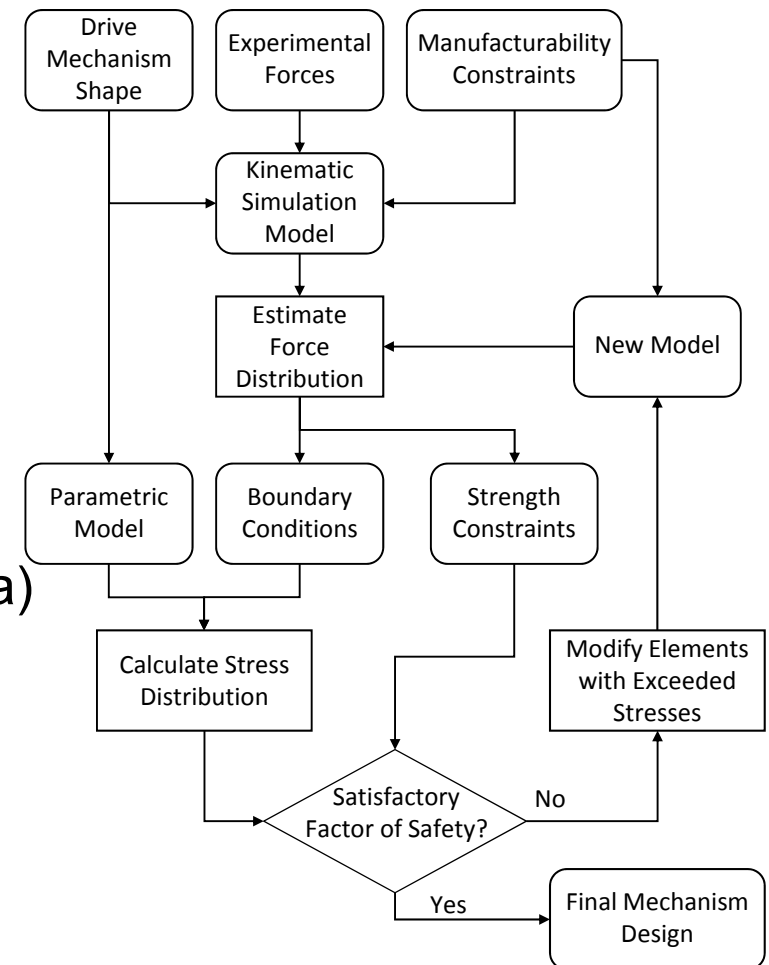 Drive
Mechanism
Shape
Experimental
Forces
Manufacturability
Constraints
Kinematic
Simulation
Model
Estimate
Force
Distribution
New Model
Parametric
Model
Boundary
Conditions
Strength
Constraints
a)
Calculate Stress
Distribution
Modify Elements
with Exceeded
Stresses
Satisfactory
Factor of Safety?
No
Yes
Final Mechanism
Design